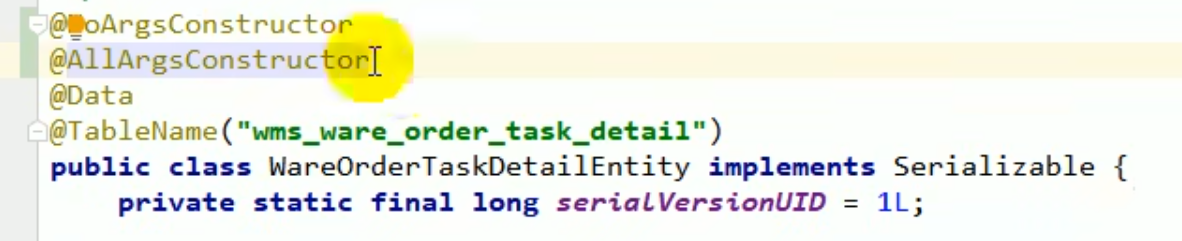 @NoArgsConstructor
@AllArgsConstructor
@Data
@TableName("wms_ware_order_task_detail")
public class WareOrderTaskDetailEntity implements Serializable {
private static final long serialVersionUID = 1L;